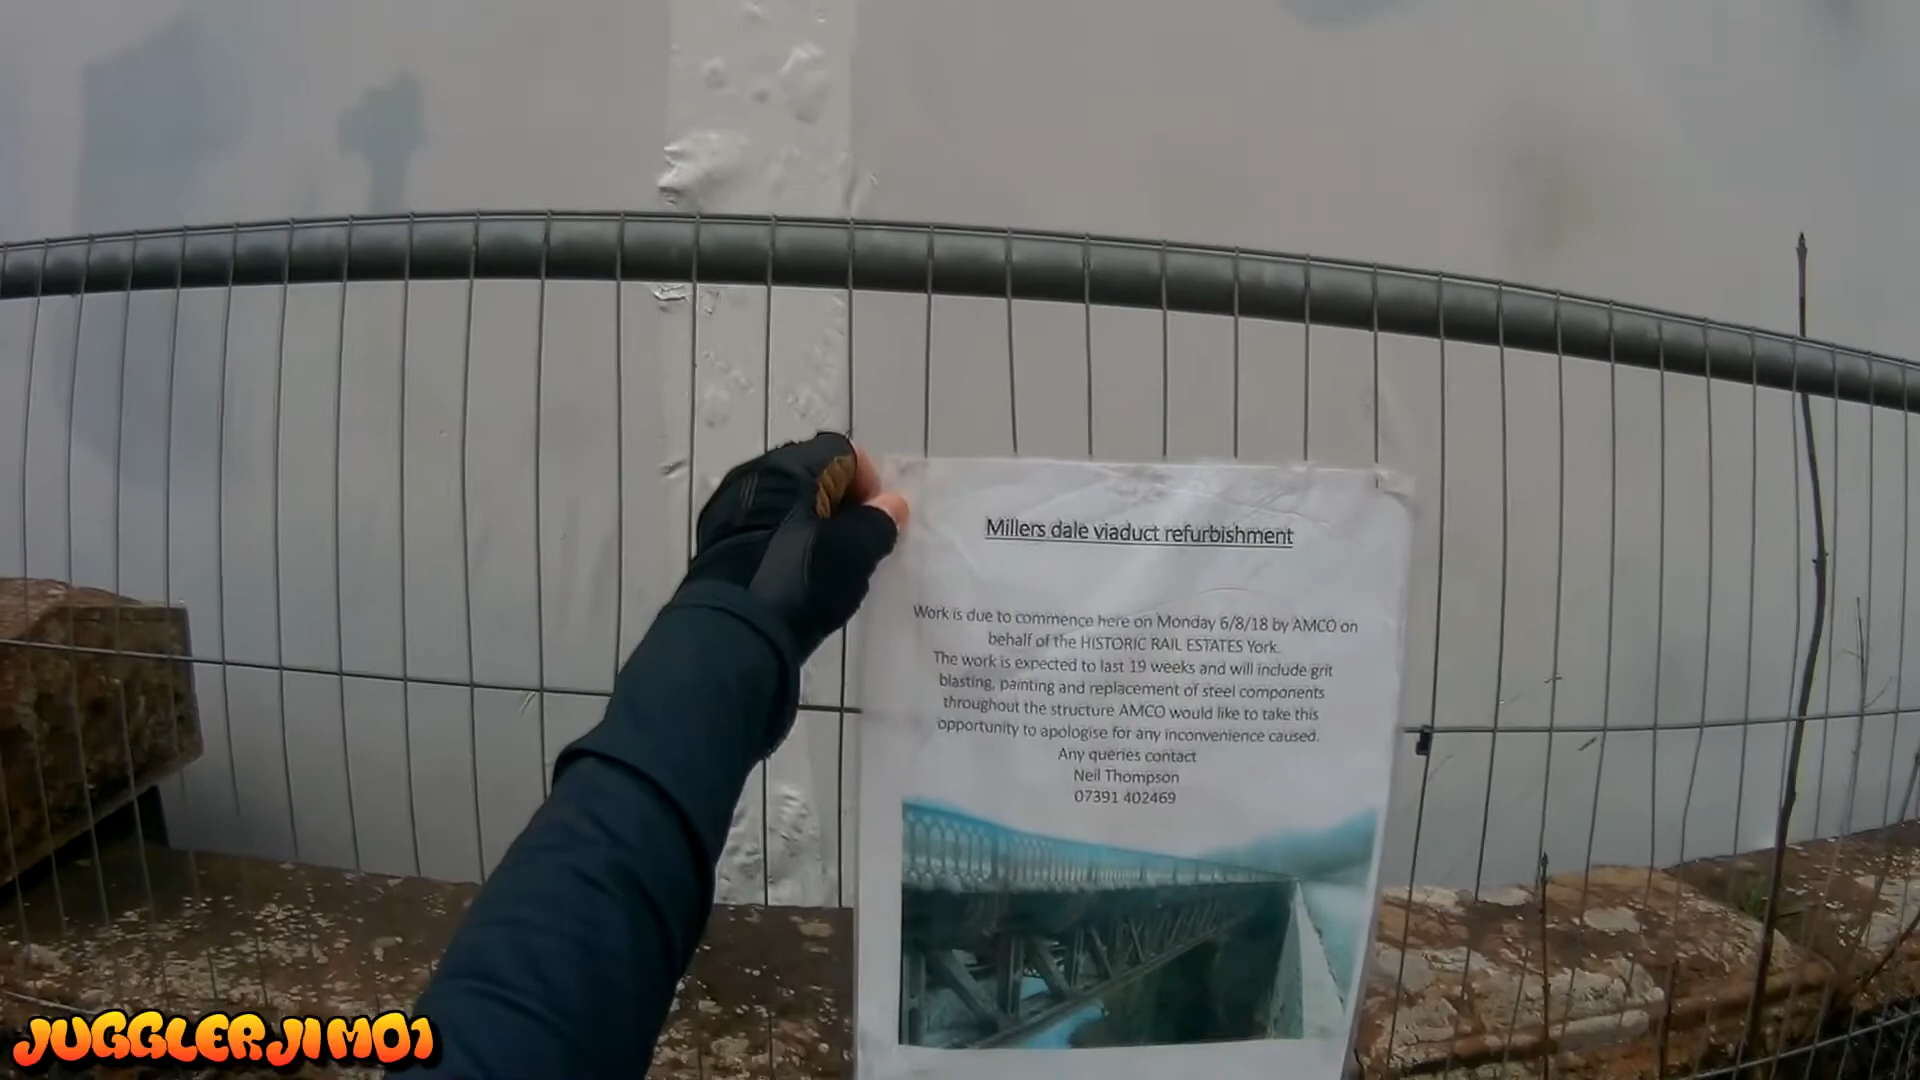 Millers dale viaduct refurbishment
Work is due to commence here on Monday 6/8/18 by AMCO on
behalf of the HISTORIC RAIL ESTATES York.
The work is expected to last 19 weeks and will include grit
blasting, painting and replacement of steel components
throughout the structure AMCO would like to take this
opportunity to apologise for any inconvenience caused.
Any queries contact
Neil Thompson
07391 402469
JUGGLERJIM01